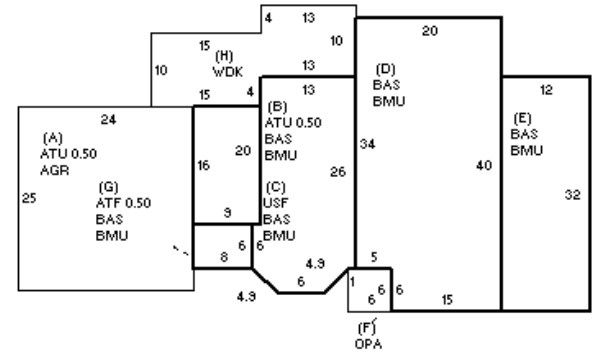 4 13
20
15
(H)
WDK
10
10
13
15 4
13
12
24
(A)
ATU 0.50
AGR
(B)
ATU 0.50
BAS
BMU
(D)
BAS
BMU
(E)
BAS
BMU
16
20
34
40
26
32
25
(G)
ATF 0.50
BAS
BMU
(C)
USF
BAS
BMU
9
8
6
6
4.9
4.9
6
5
1
6
6
6
15
(F)
OPA